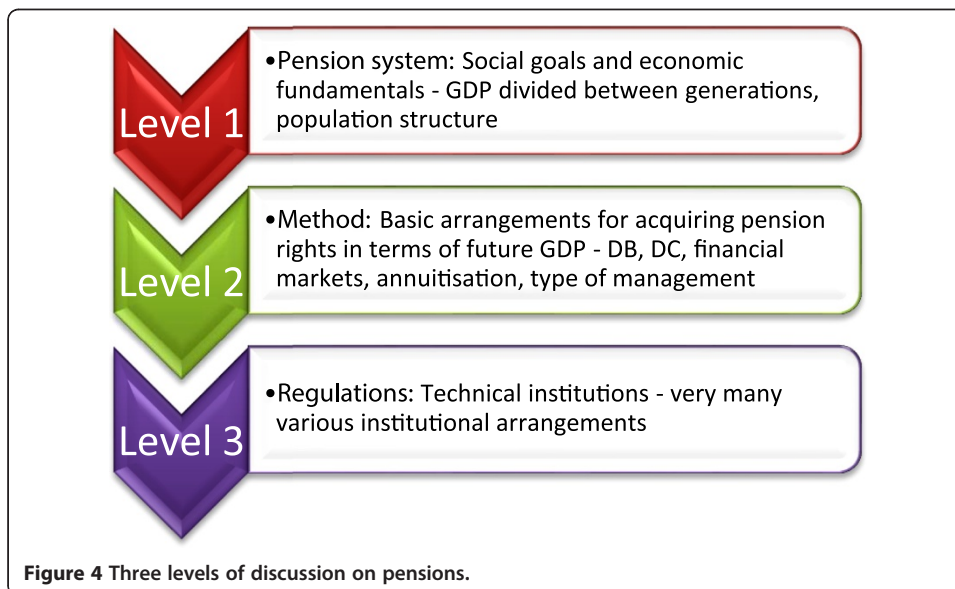 Level 1
•Pension system: Social goals and economic
fundamentals - GDP divided between generations,
population structure
Level 2
•Method: Basic arrangements for acquiring pension
rights in terms of future GDP - DB, DC, financial
markets, annuitisation, type of management
Level 3
•Regulations: Technical institutions - very many
various institutional arrangements
Figure 4 Three levels of discussion on pensions.